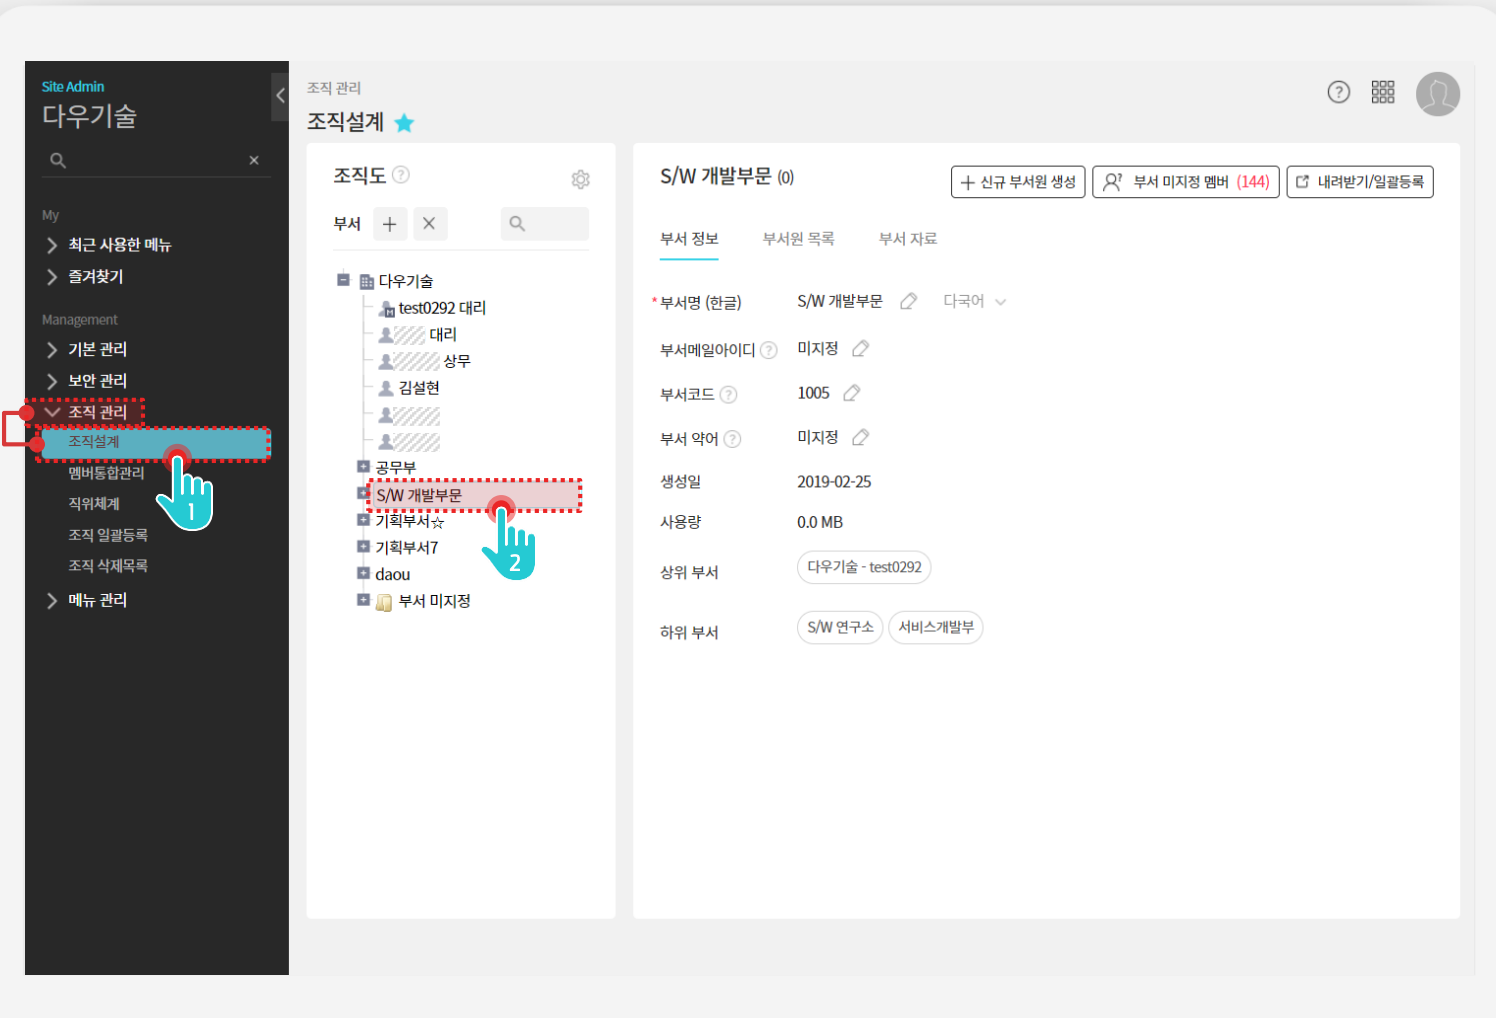 Site Admin
다우기술
My
최근 사용한 메뉴
즐겨찾기
Management
기본 관리
보안 관리
조직 관리
조직설계
멤버통합관리
직위체계
조직 일괄등록
조직 삭제목록
메뉴 관리
1
조직 관리
조직설계
조직도 ?
부서
다우기술
test0292 대리
대리
상무
김설현
공무부
S/W 개발부문
기획부서☆
기획부서7
daou
부서 미지정
2
S/W 개발부문 (0)
+ 신규 부서원 생성
부서 미지정 멤버 (144)
내려받기/일괄등록
부서 정보 부서원 목록 부서 자료
* 부서명 (한글) S/W 개발부문 다국어
부서메일아이디 ? 미지정
부서코드 ? 1005
부서 약어 ? 미지정
생성일 2019-02-25
사용량 0.0 MB
상위 부서 다우기술 - test0292
하위 부서 S/W 연구소 서비스개발부